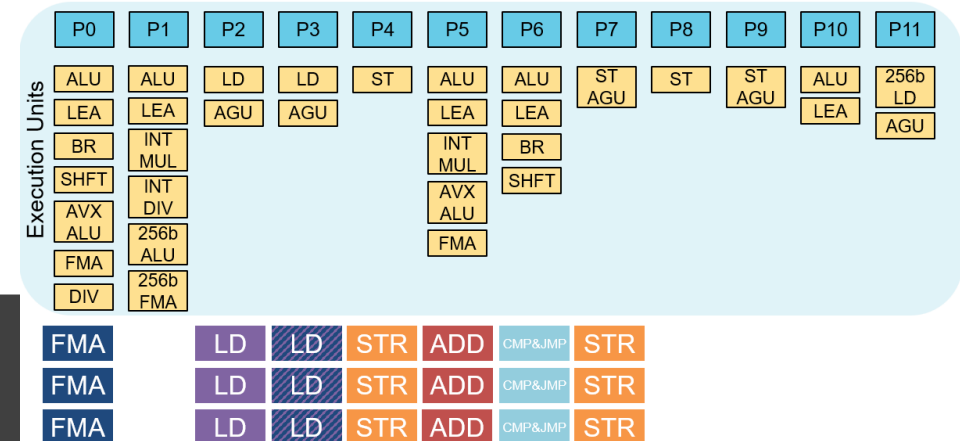 P0 P1 P2 P3 P4 P5 P6 P7 P8 P9 P10 P11
Execution Units
ALU
LEA
BR
SHFT
AVX
ALU
FMA
DIV
ALU
LEA
INT
MUL
INT
DIV
256b
ALU
256b
FMA
LD
AGU
LD
AGU
ST
ALU
LEA
INT
MUL
AVX
ALU
FMA
ALU
LEA
BR
SHFT
ST
AGU
ST
ST
AGU
ALU
LEA
256b
LD
AGU
FMA LD LD STR ADD CMP&JMP STR
FMA LD LD STR ADD CMP&JMP STR
FMA LD LD STR ADD CMP&JMP STR